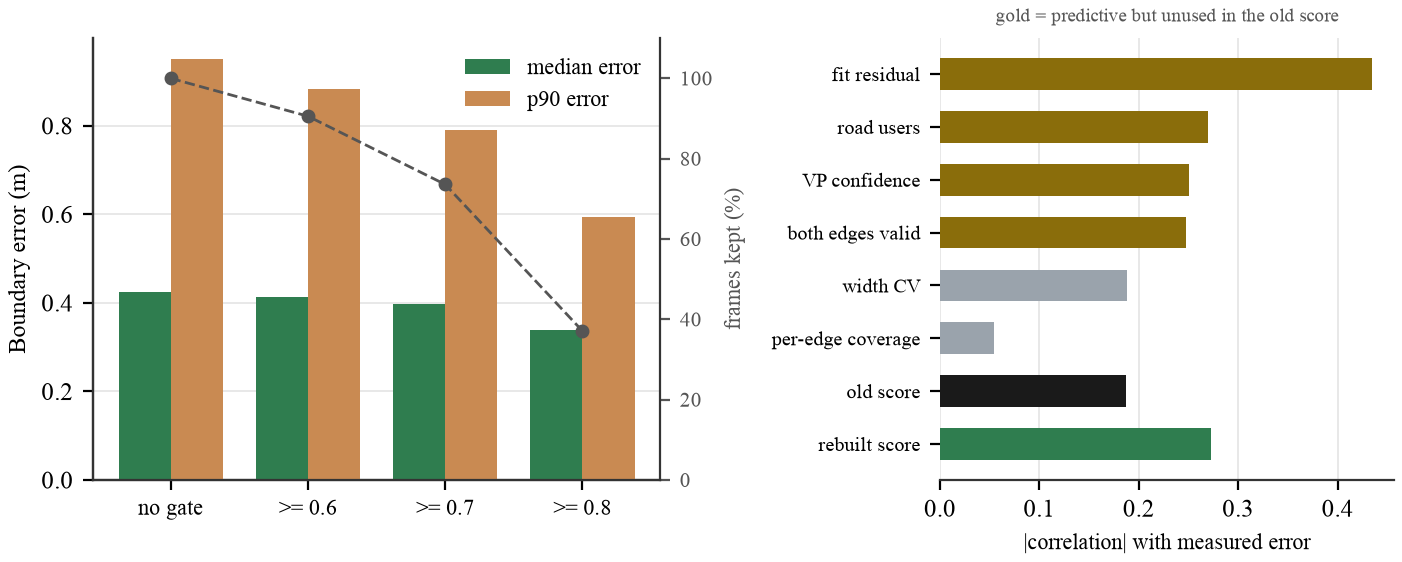 median error
p90 error
Boundary error (m)
0.8
0.6
0.4
0.2
0.0
no gate
>= 0.6
>= 0.7
>= 0.8
100
80
60
40
20
0
frames kept (%)
gold = predictive but unused in the old score
fit residual
road users
VP confidence
both edges valid
width CV
per-edge coverage
old score
rebuilt score
0.0
0.1
0.2
0.3
0.4
|correlation| with measured error